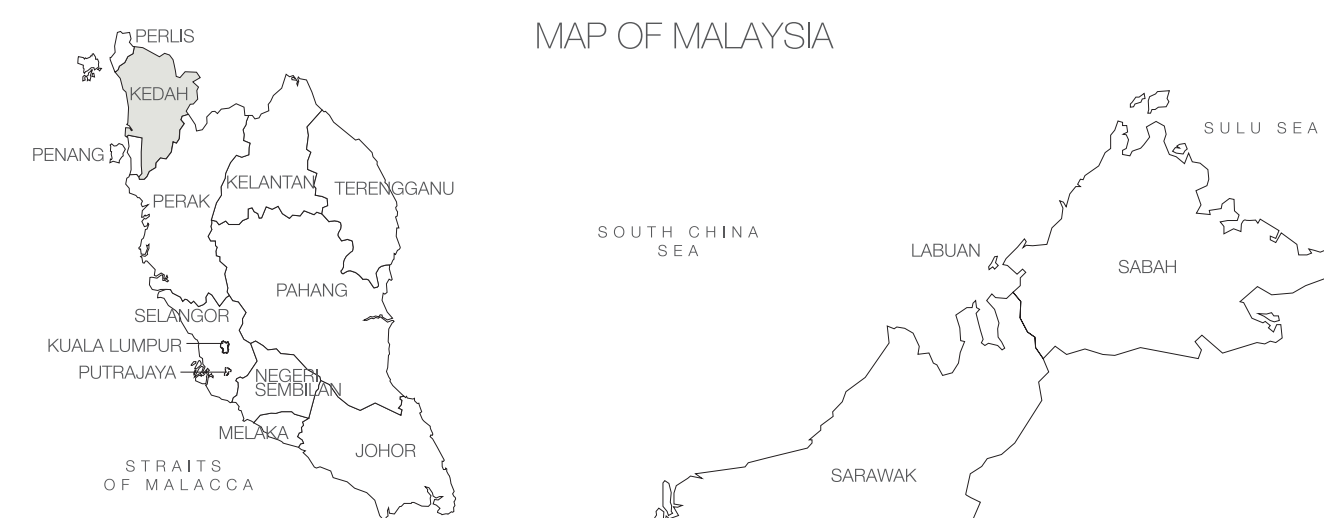 MAP OF MALAYSIA
PERLIS
KEDAH
PENANG
PERAK
KELANTAN
TERENGGANU
PAHANG
SELANGOR
KUALA LUMPUR
PUTRAJAYA
NEGERI
SEMBILAN
MELAKA
JOHOR
STRAITS
OF MALACCA
SOUTH CHINA
SEA
LABUAN
SABAH
SULU SEA
SARAWAK